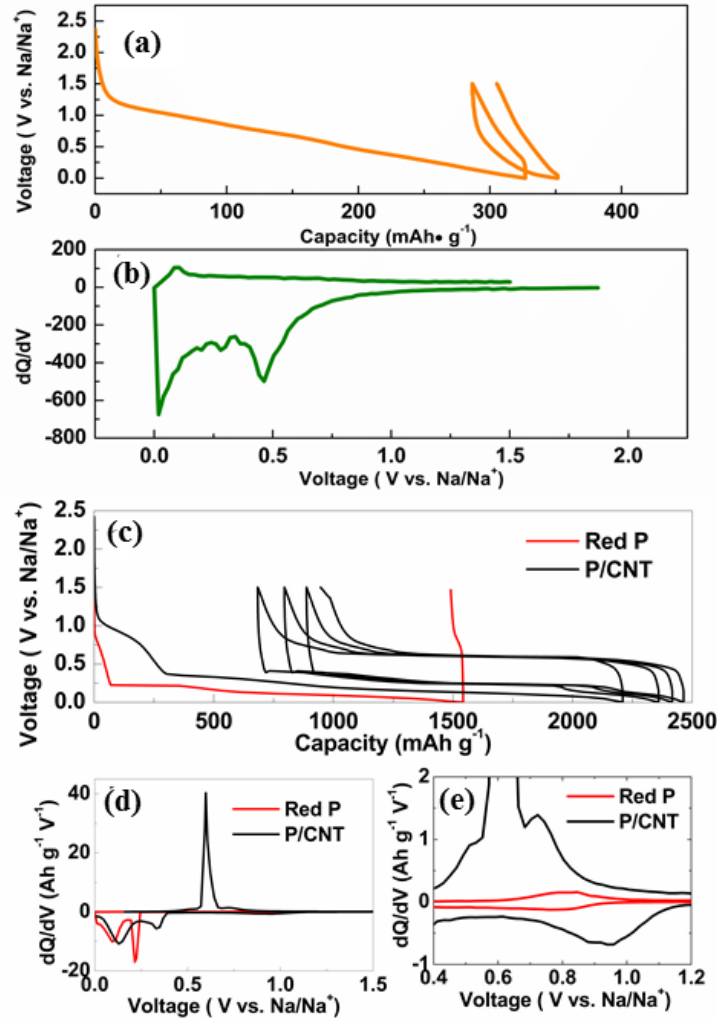 2.5
2.0
1.5
1.0
0.5
0.0
Voltage ( V vs. Na/Na+)
(a)
0 100 200 300 400
Capacity (mAh• g-1)
200
0
-200
-400
-600
-800
dQ/dV
(b)
0.0 0.5 1.0 1.5 2.0
Voltage ( V vs. Na/Na+)
2.5
2.0
1.5
1.0
0.5
0.0
Voltage ( V vs. Na/Na+)
(c)
Red P
P/CNT
0 500 1000 1500 2000 2500
Capacity (mAh g-1)
40
20
0
-20
dQ/dV (Ah g-1 V-1)
(d)
Red P
P/CNT
0.0 0.5 1.0 1.5
Voltage ( V vs. Na/Na+)
2
1
0
-1
dQ/dV (Ah g-1 V-1)
(e)
Red P
P/CNT
0.4 0.6 0.8 1.0 1.2
Voltage ( V vs. Na/Na+)